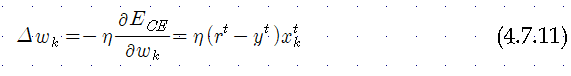 Δw_k = −η ∂E_CE/∂w_k = η(r^t − y^t)x_k^t (4.7.11)